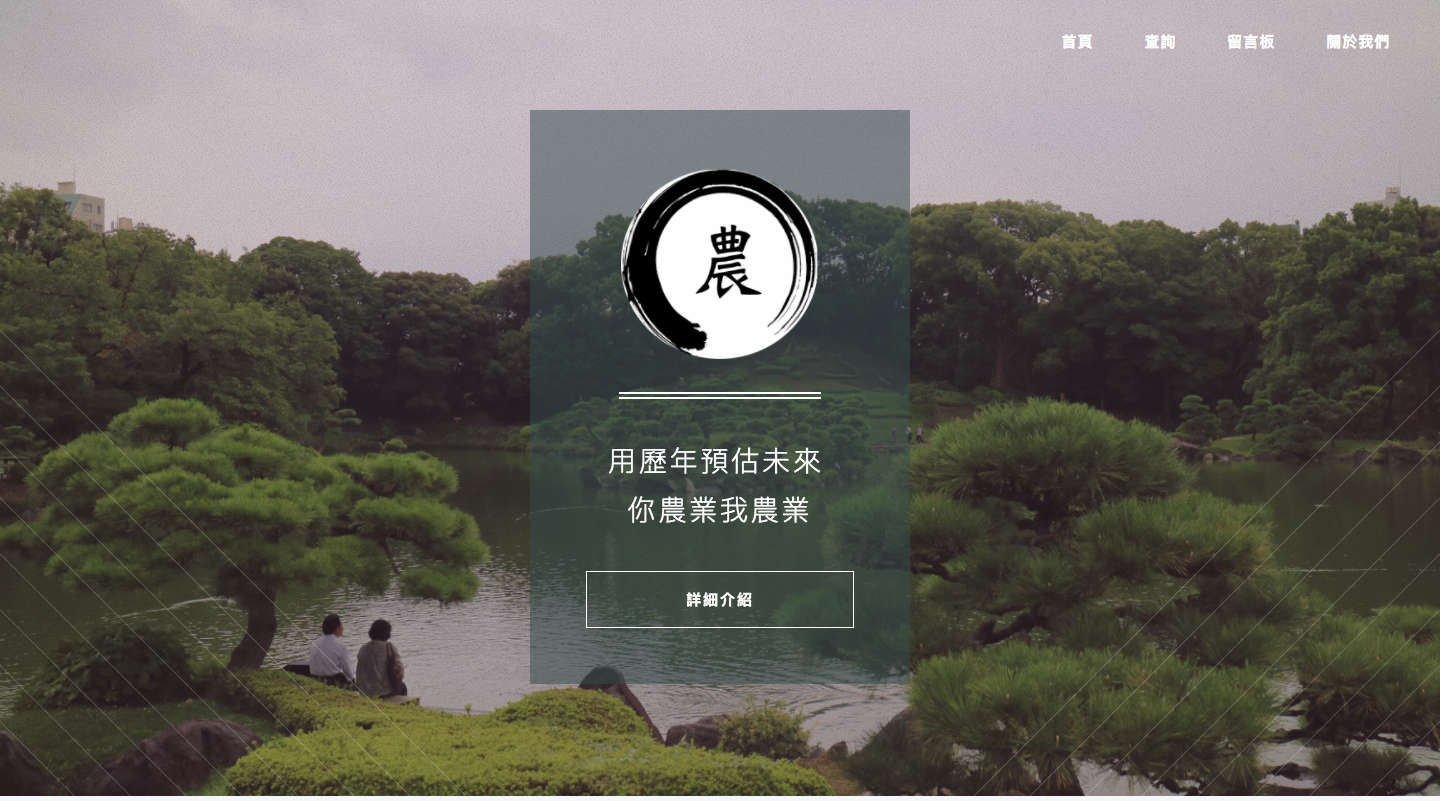 首頁
查詢
留言板
關於我們
農
用歷年預估未來
你農業我農業
詳細介紹